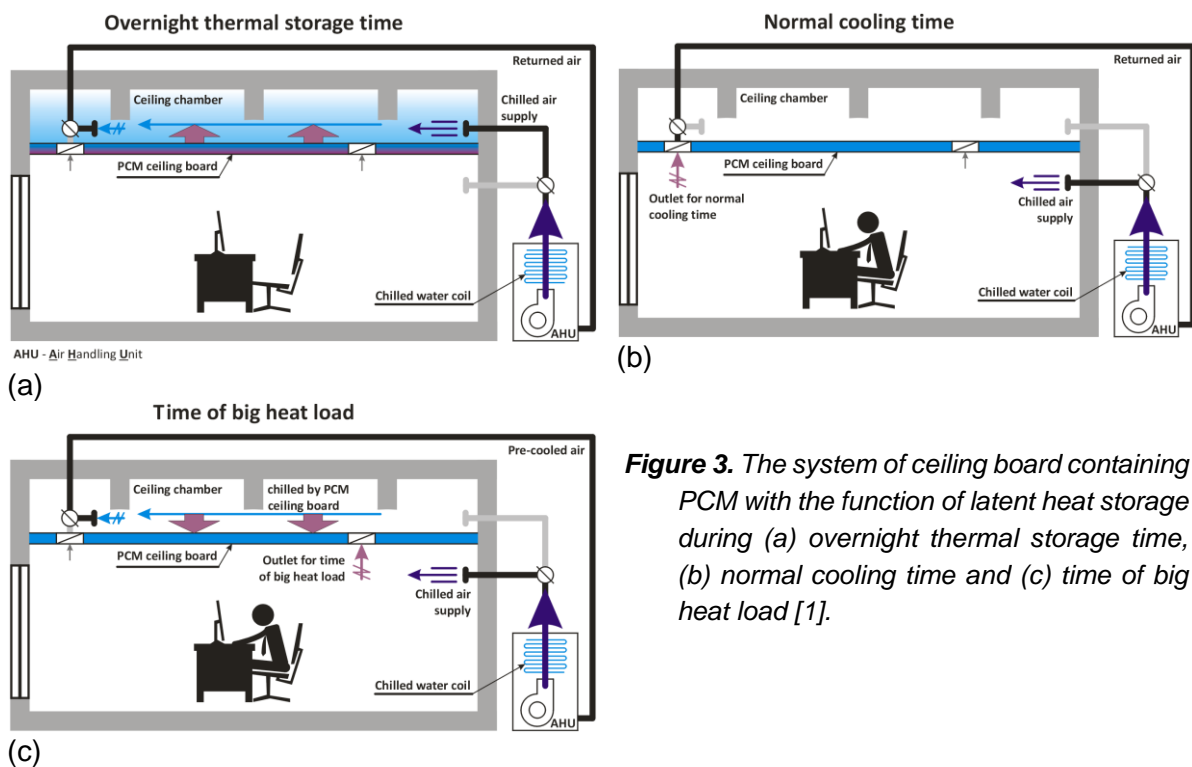 Overnight thermal storage time
Returned air
Ceiling chamber
Chilled air
supply
PCM ceiling board
Chilled water coil
AHU
AHU - Air Handling Unit
(a)
Normal cooling time
Returned air
Ceiling chamber
PCM ceiling board
Outlet for normal
cooling time
Chilled air
supply
Chilled water coil
AHU
(b)
Time of big heat load
Pre-cooled air
Ceiling chamber
chilled by PCM
ceiling board
PCM ceiling board
Outlet for time
of big heat load
Chilled air
supply
Chilled water coil
AHU
(c)
Figure 3. The system of ceiling board containing
PCM with the function of latent heat storage
during (a) overnight thermal storage time,
(b) normal cooling time and (c) time of big
heat load [1].